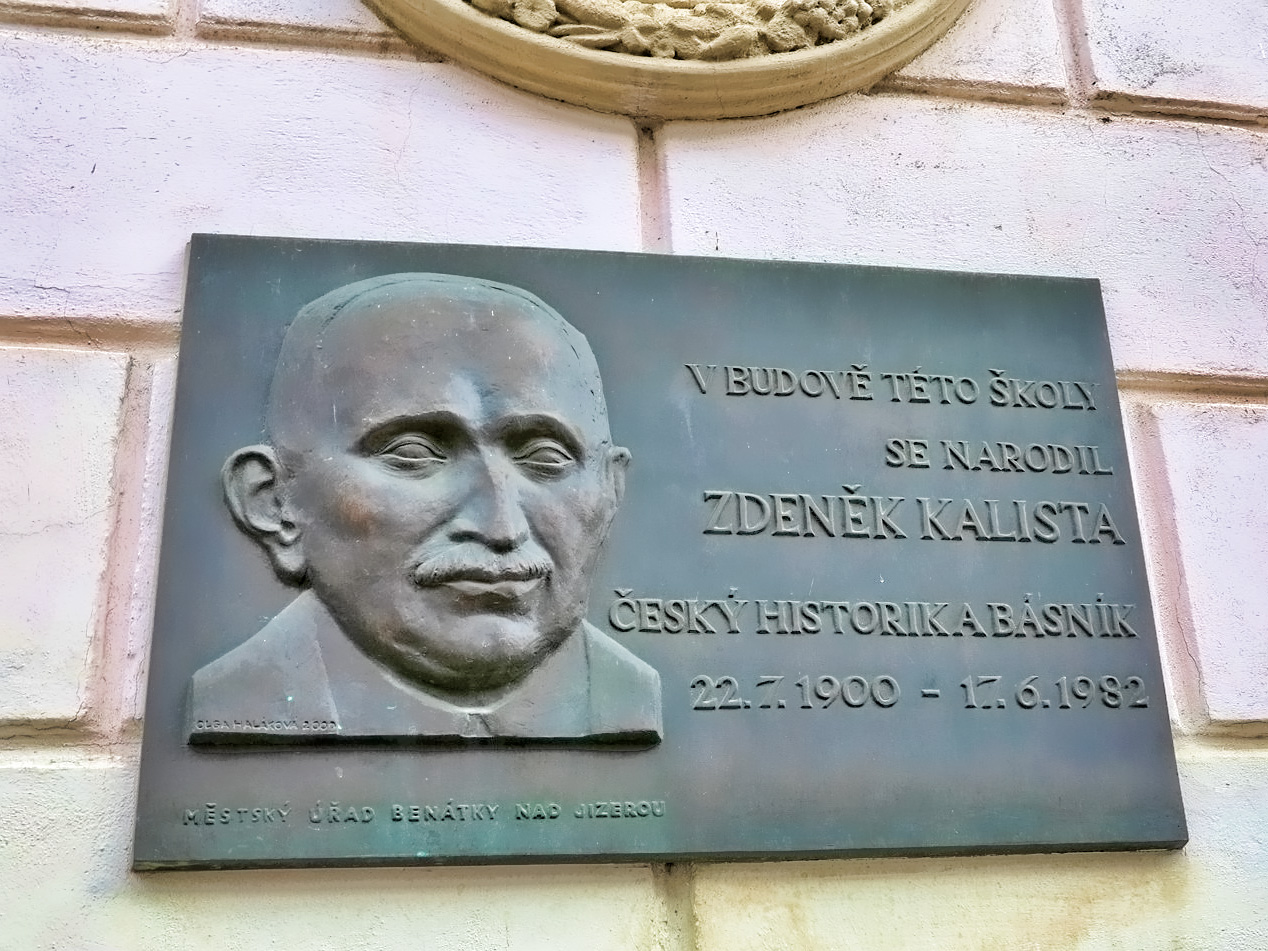 V BUDOVĚ TÉTO ŠKOLY
SE NARODIL
ZDENĚK KALISTA
ČESKÝ HISTORIK A BÁSNÍK
22.7.1900 - 17.6.1982
OLGA HALÁKOVÁ 2000
MĚSTSKÝ ÚŘAD BENÁTKY NAD JIZEROU